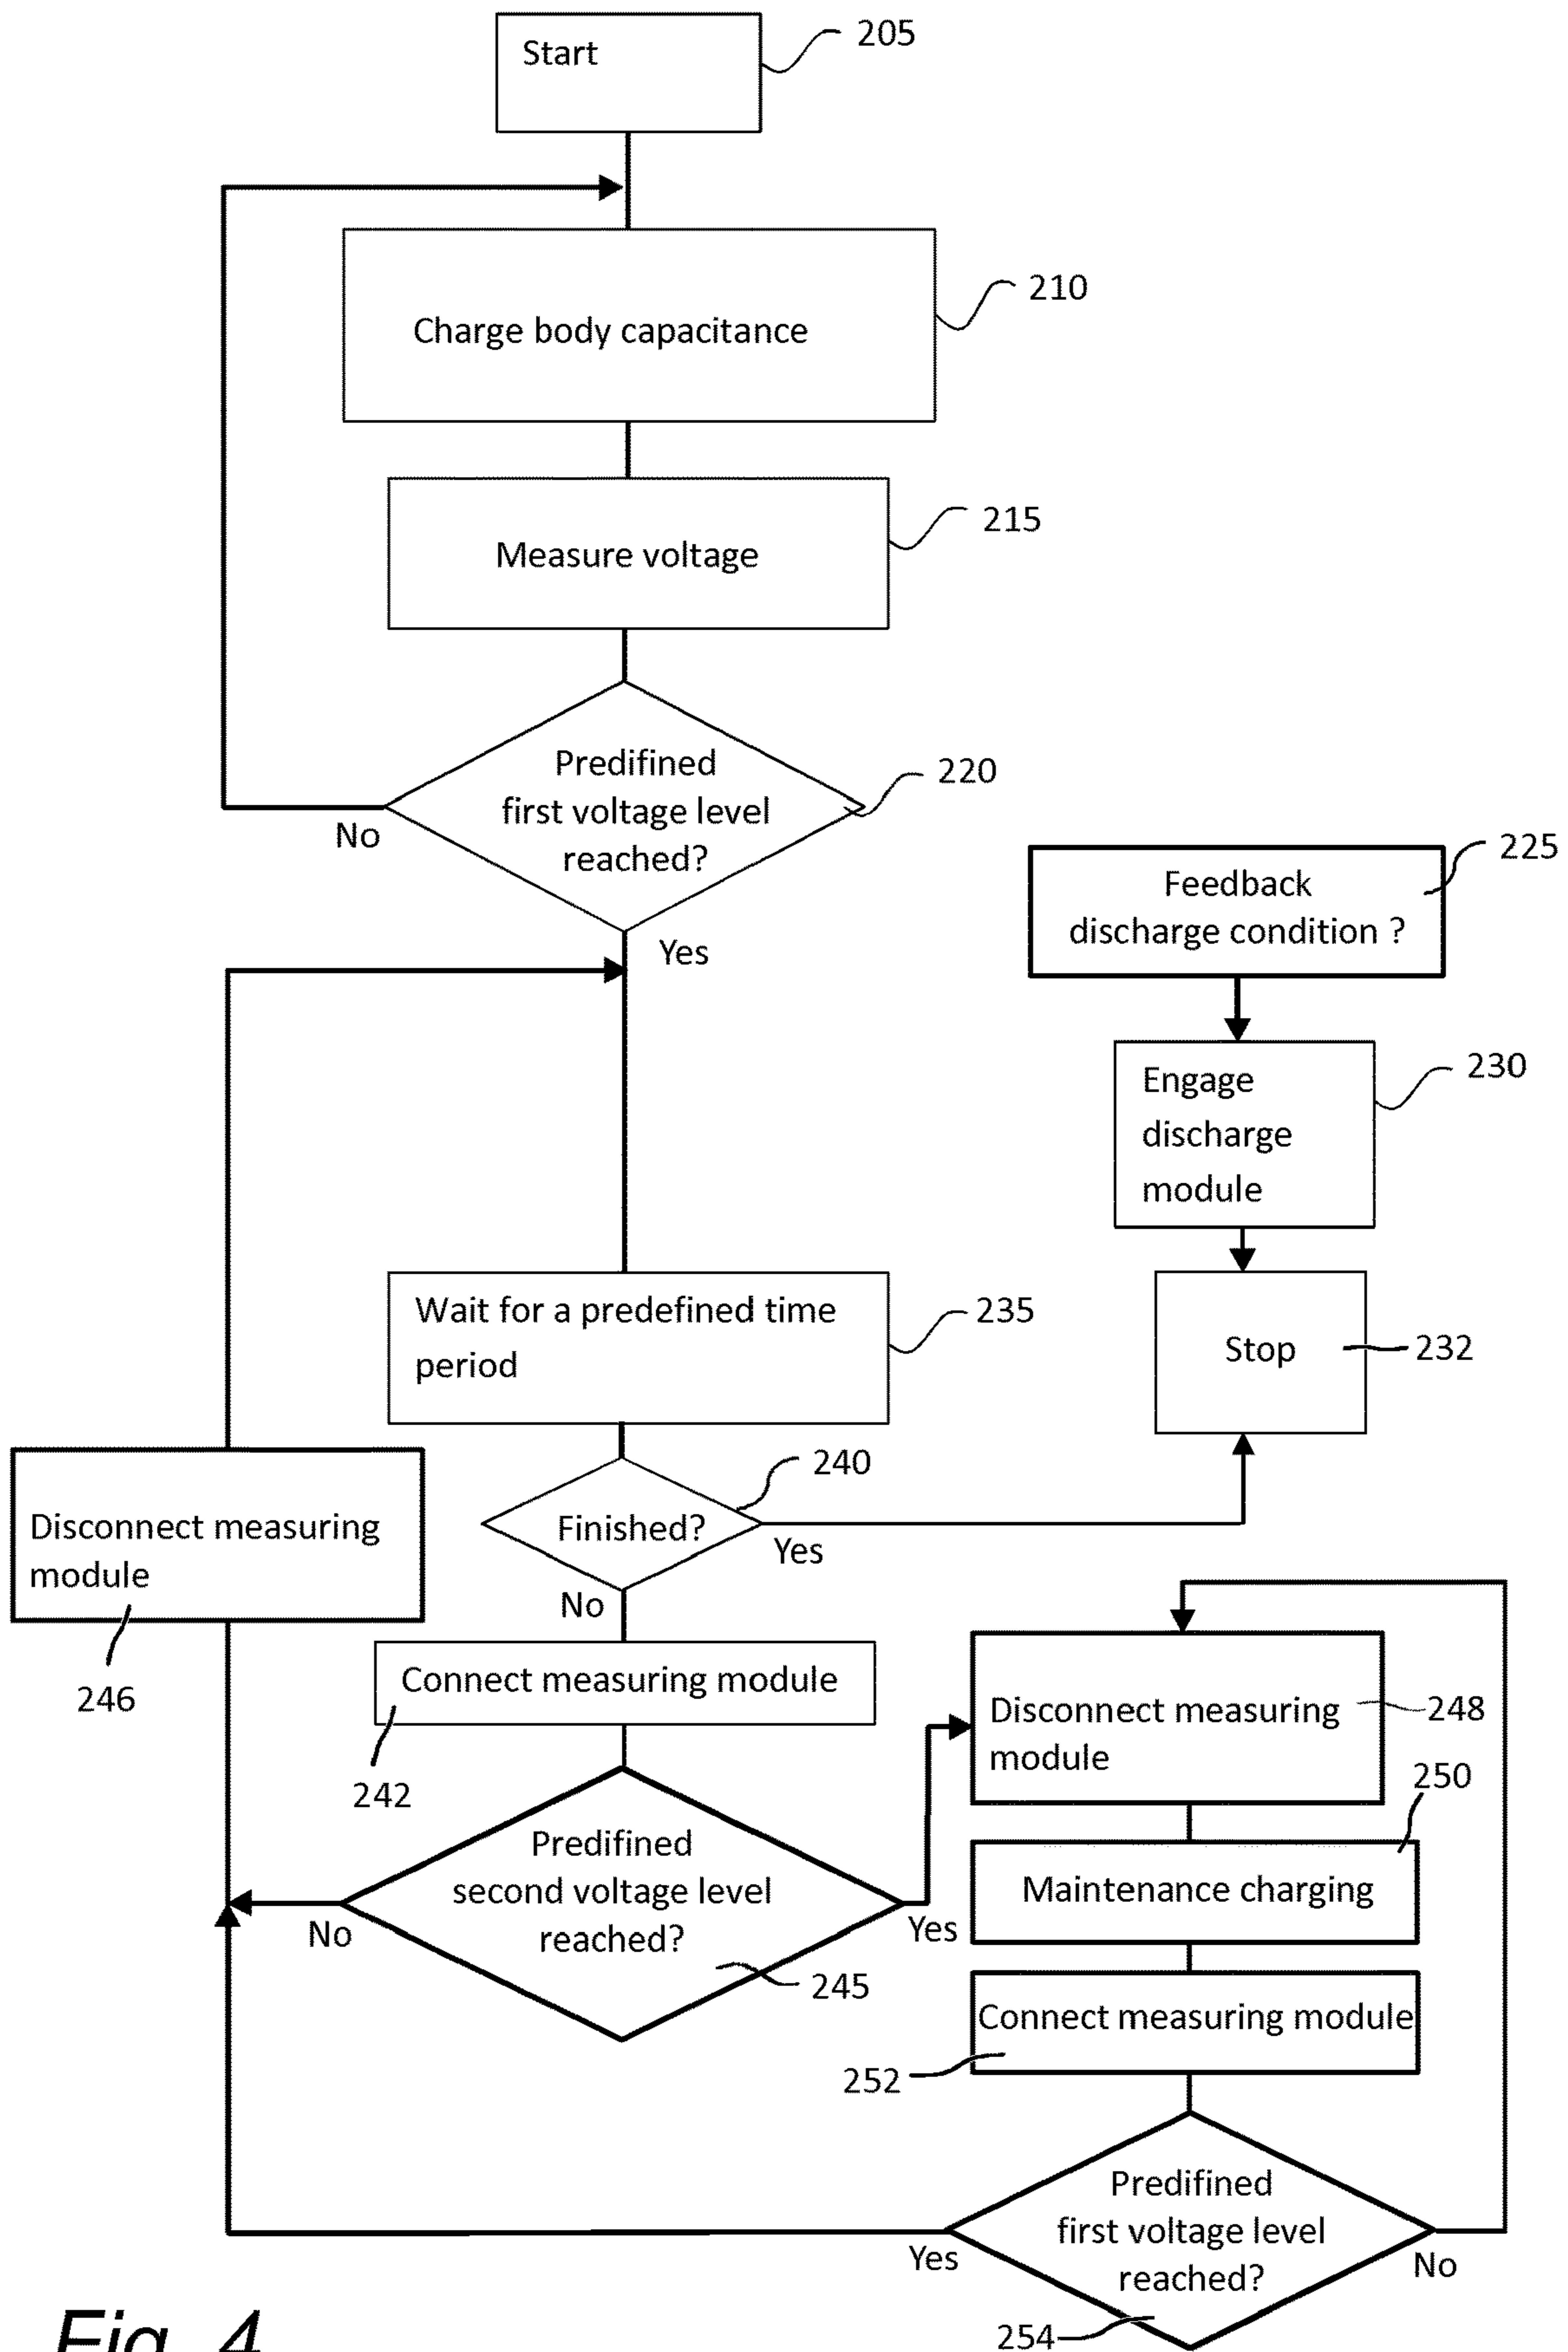 Start
205
Charge body capacitance
210
Measure voltage
215
Predifined
first voltage level
reached?
220
No
Yes
Feedback
discharge condition ?
225
Engage
discharge
module
230
Wait for a predefined time
period
235
Stop
232
Disconnect measuring
module
246
Finished?
240
Yes
No
Connect measuring module
242
Disconnect measuring
module
248
Predifined
second voltage level
reached?
245
No
Yes
Maintenance charging
250
Connect measuring module
252
Predifined
first voltage level
reached?
254
Yes
No
Fig. 4